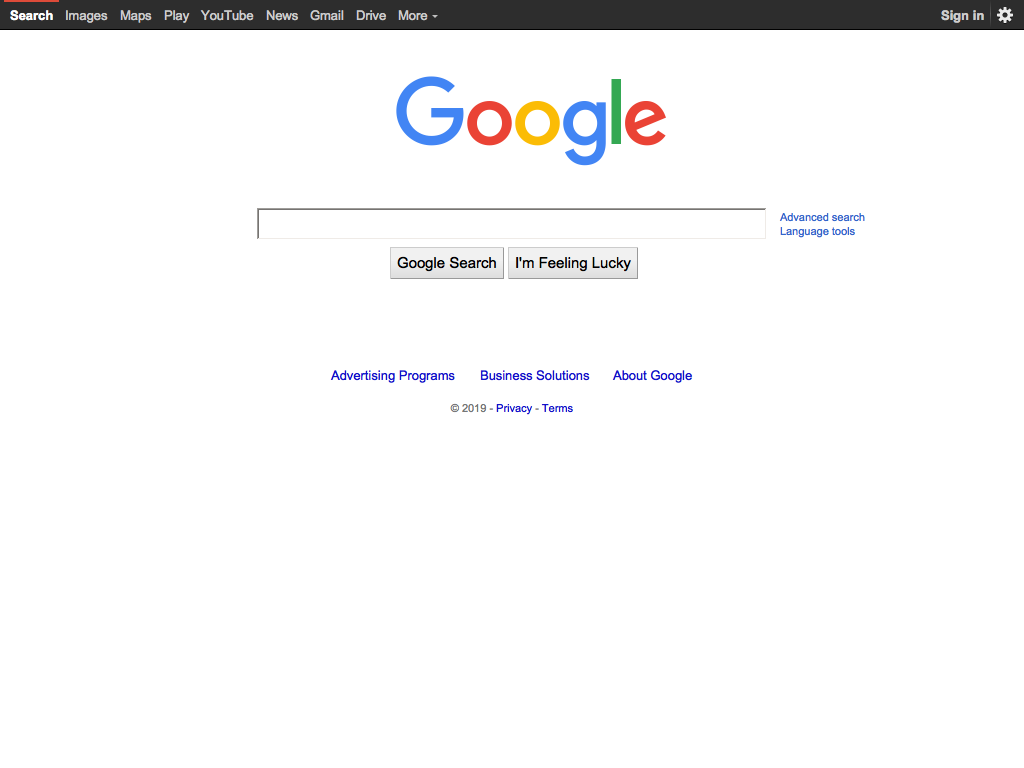 Search Images Maps Play YouTube News Gmail Drive More Sign in
Google
Advanced search
Language tools
Google Search I'm Feeling Lucky
Advertising Programs Business Solutions About Google
© 2019 - Privacy - Terms